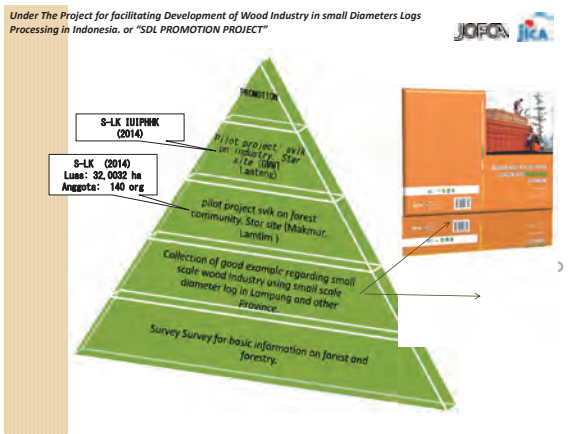 Under The Project for facilitating Development of Wood Industry in small Diameters Logs
Processing in Indonesia. or “SDL PROMOTION PROJECT”
JOFCA
JICA
PROMOTION
S-LK IUIPHHK
(2014)
Pilot project svlk
on industry. Star
site (
S-LK (2014)
Luas: 32,0032 ha
Anggota: 140 org
pilot project svlk on forest
community. Star site (Makmur.
Lamtim )
Collection of good example regarding small
scale wood industry using small scale
diameter log in Lampung and other
Province.
Survey Survey for basic information on forest and
forestry.